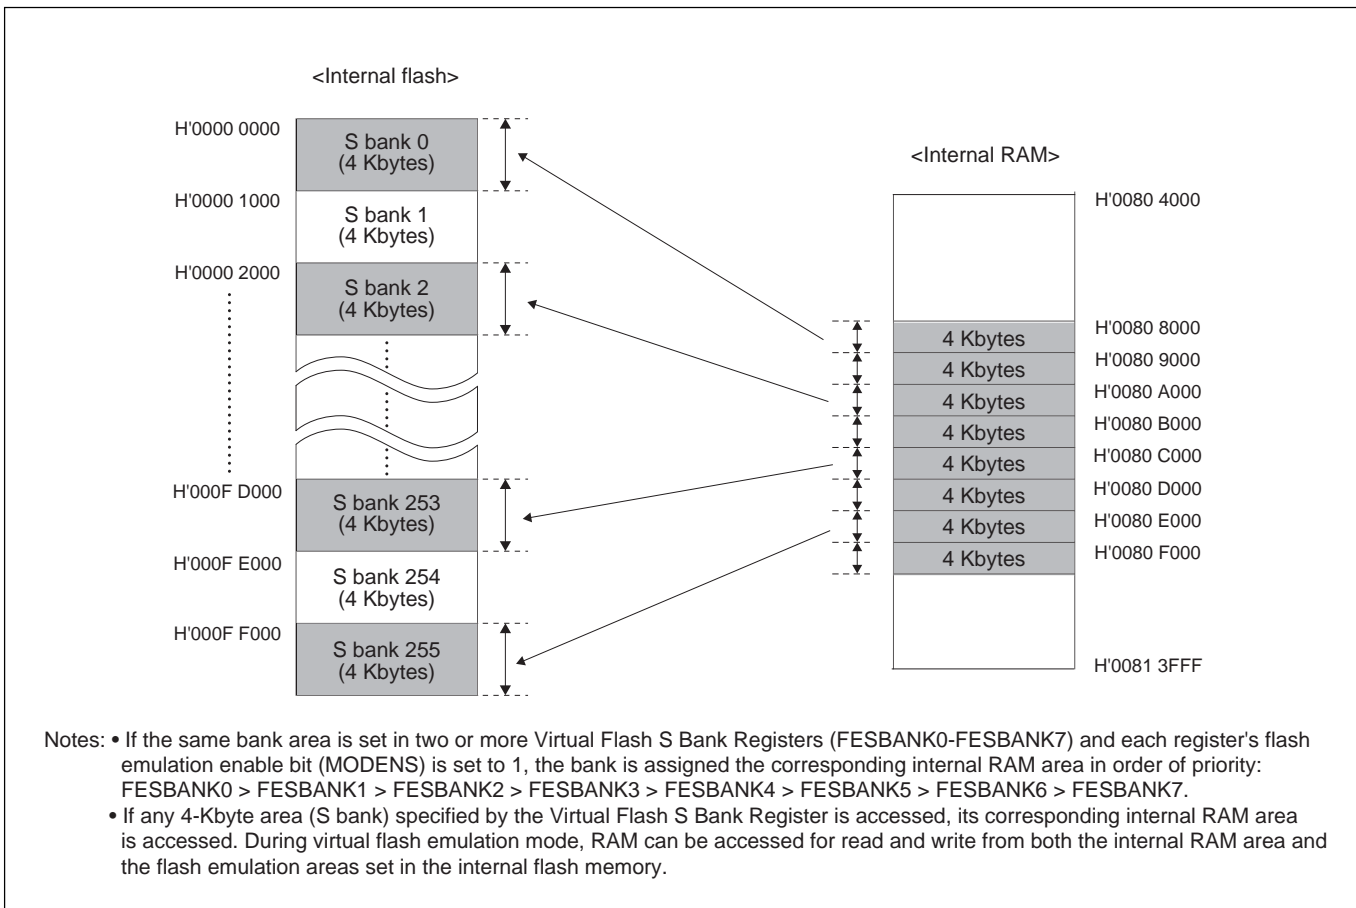 <Internal flash>
H'0000 0000
S bank 0
(4 Kbytes)
H'0000 1000
S bank 1
(4 Kbytes)
H'0000 2000
S bank 2
(4 Kbytes)
H'000F D000
S bank 253
(4 Kbytes)
H'000F E000
S bank 254
(4 Kbytes)
H'000F F000
S bank 255
(4 Kbytes)
<Internal RAM>
H'0080 4000
H'0080 8000
4 Kbytes
H'0080 9000
4 Kbytes
H'0080 A000
4 Kbytes
H'0080 B000
4 Kbytes
H'0080 C000
4 Kbytes
H'0080 D000
4 Kbytes
H'0080 E000
4 Kbytes
H'0080 F000
4 Kbytes
H'0081 3FFF
Notes: • If the same bank area is set in two or more Virtual Flash S Bank Registers (FESBANK0-FESBANK7) and each register's flash
emulation enable bit (MODENS) is set to 1, the bank is assigned the corresponding internal RAM area in order of priority:
FESBANK0 > FESBANK1 > FESBANK2 > FESBANK3 > FESBANK4 > FESBANK5 > FESBANK6 > FESBANK7.
• If any 4-Kbyte area (S bank) specified by the Virtual Flash S Bank Register is accessed, its corresponding internal RAM area
is accessed. During virtual flash emulation mode, RAM can be accessed for read and write from both the internal RAM area and
the flash emulation areas set in the internal flash memory.